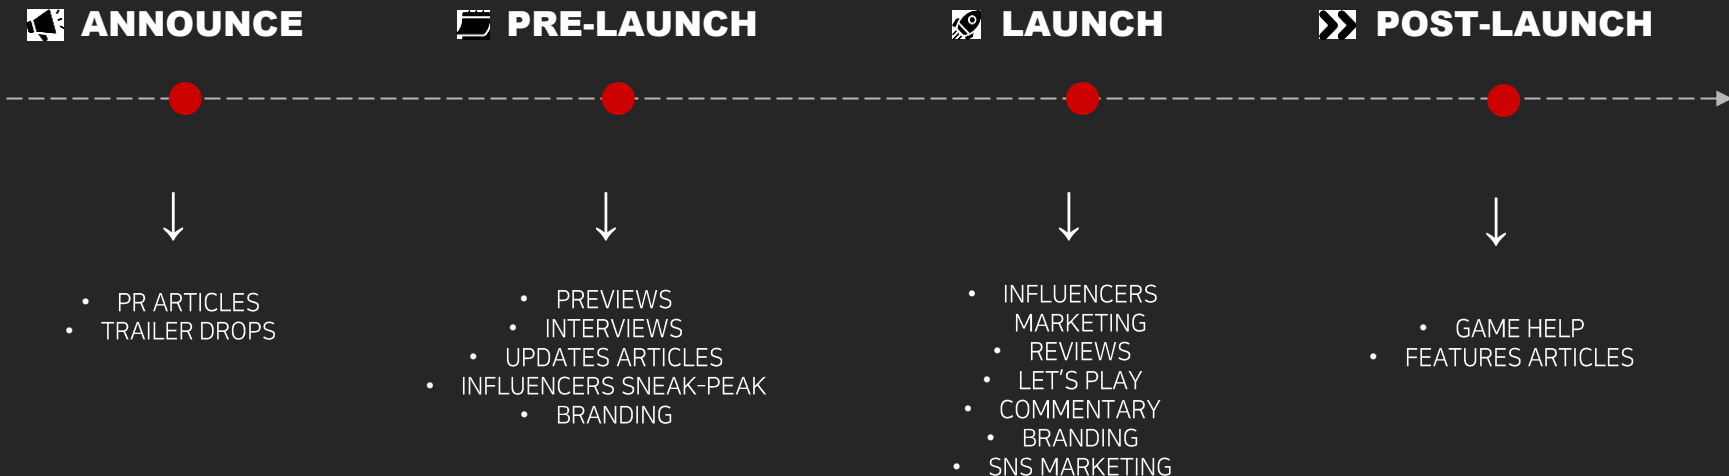 ANNOUNCE
PRE-LAUNCH
LAUNCH
POST-LAUNCH
• PR ARTICLES
• TRAILER DROPS
• PREVIEWS
• INTERVIEWS
• UPDATES ARTICLES
• INFLUENCERS SNEAK-PEAK
• BRANDING
• INFLUENCERS
MARKETING
• REVIEWS
• LET'S PLAY
• COMMENTARY
• BRANDING
• SNS MARKETING
• GAME HELP
• FEATURES ARTICLES